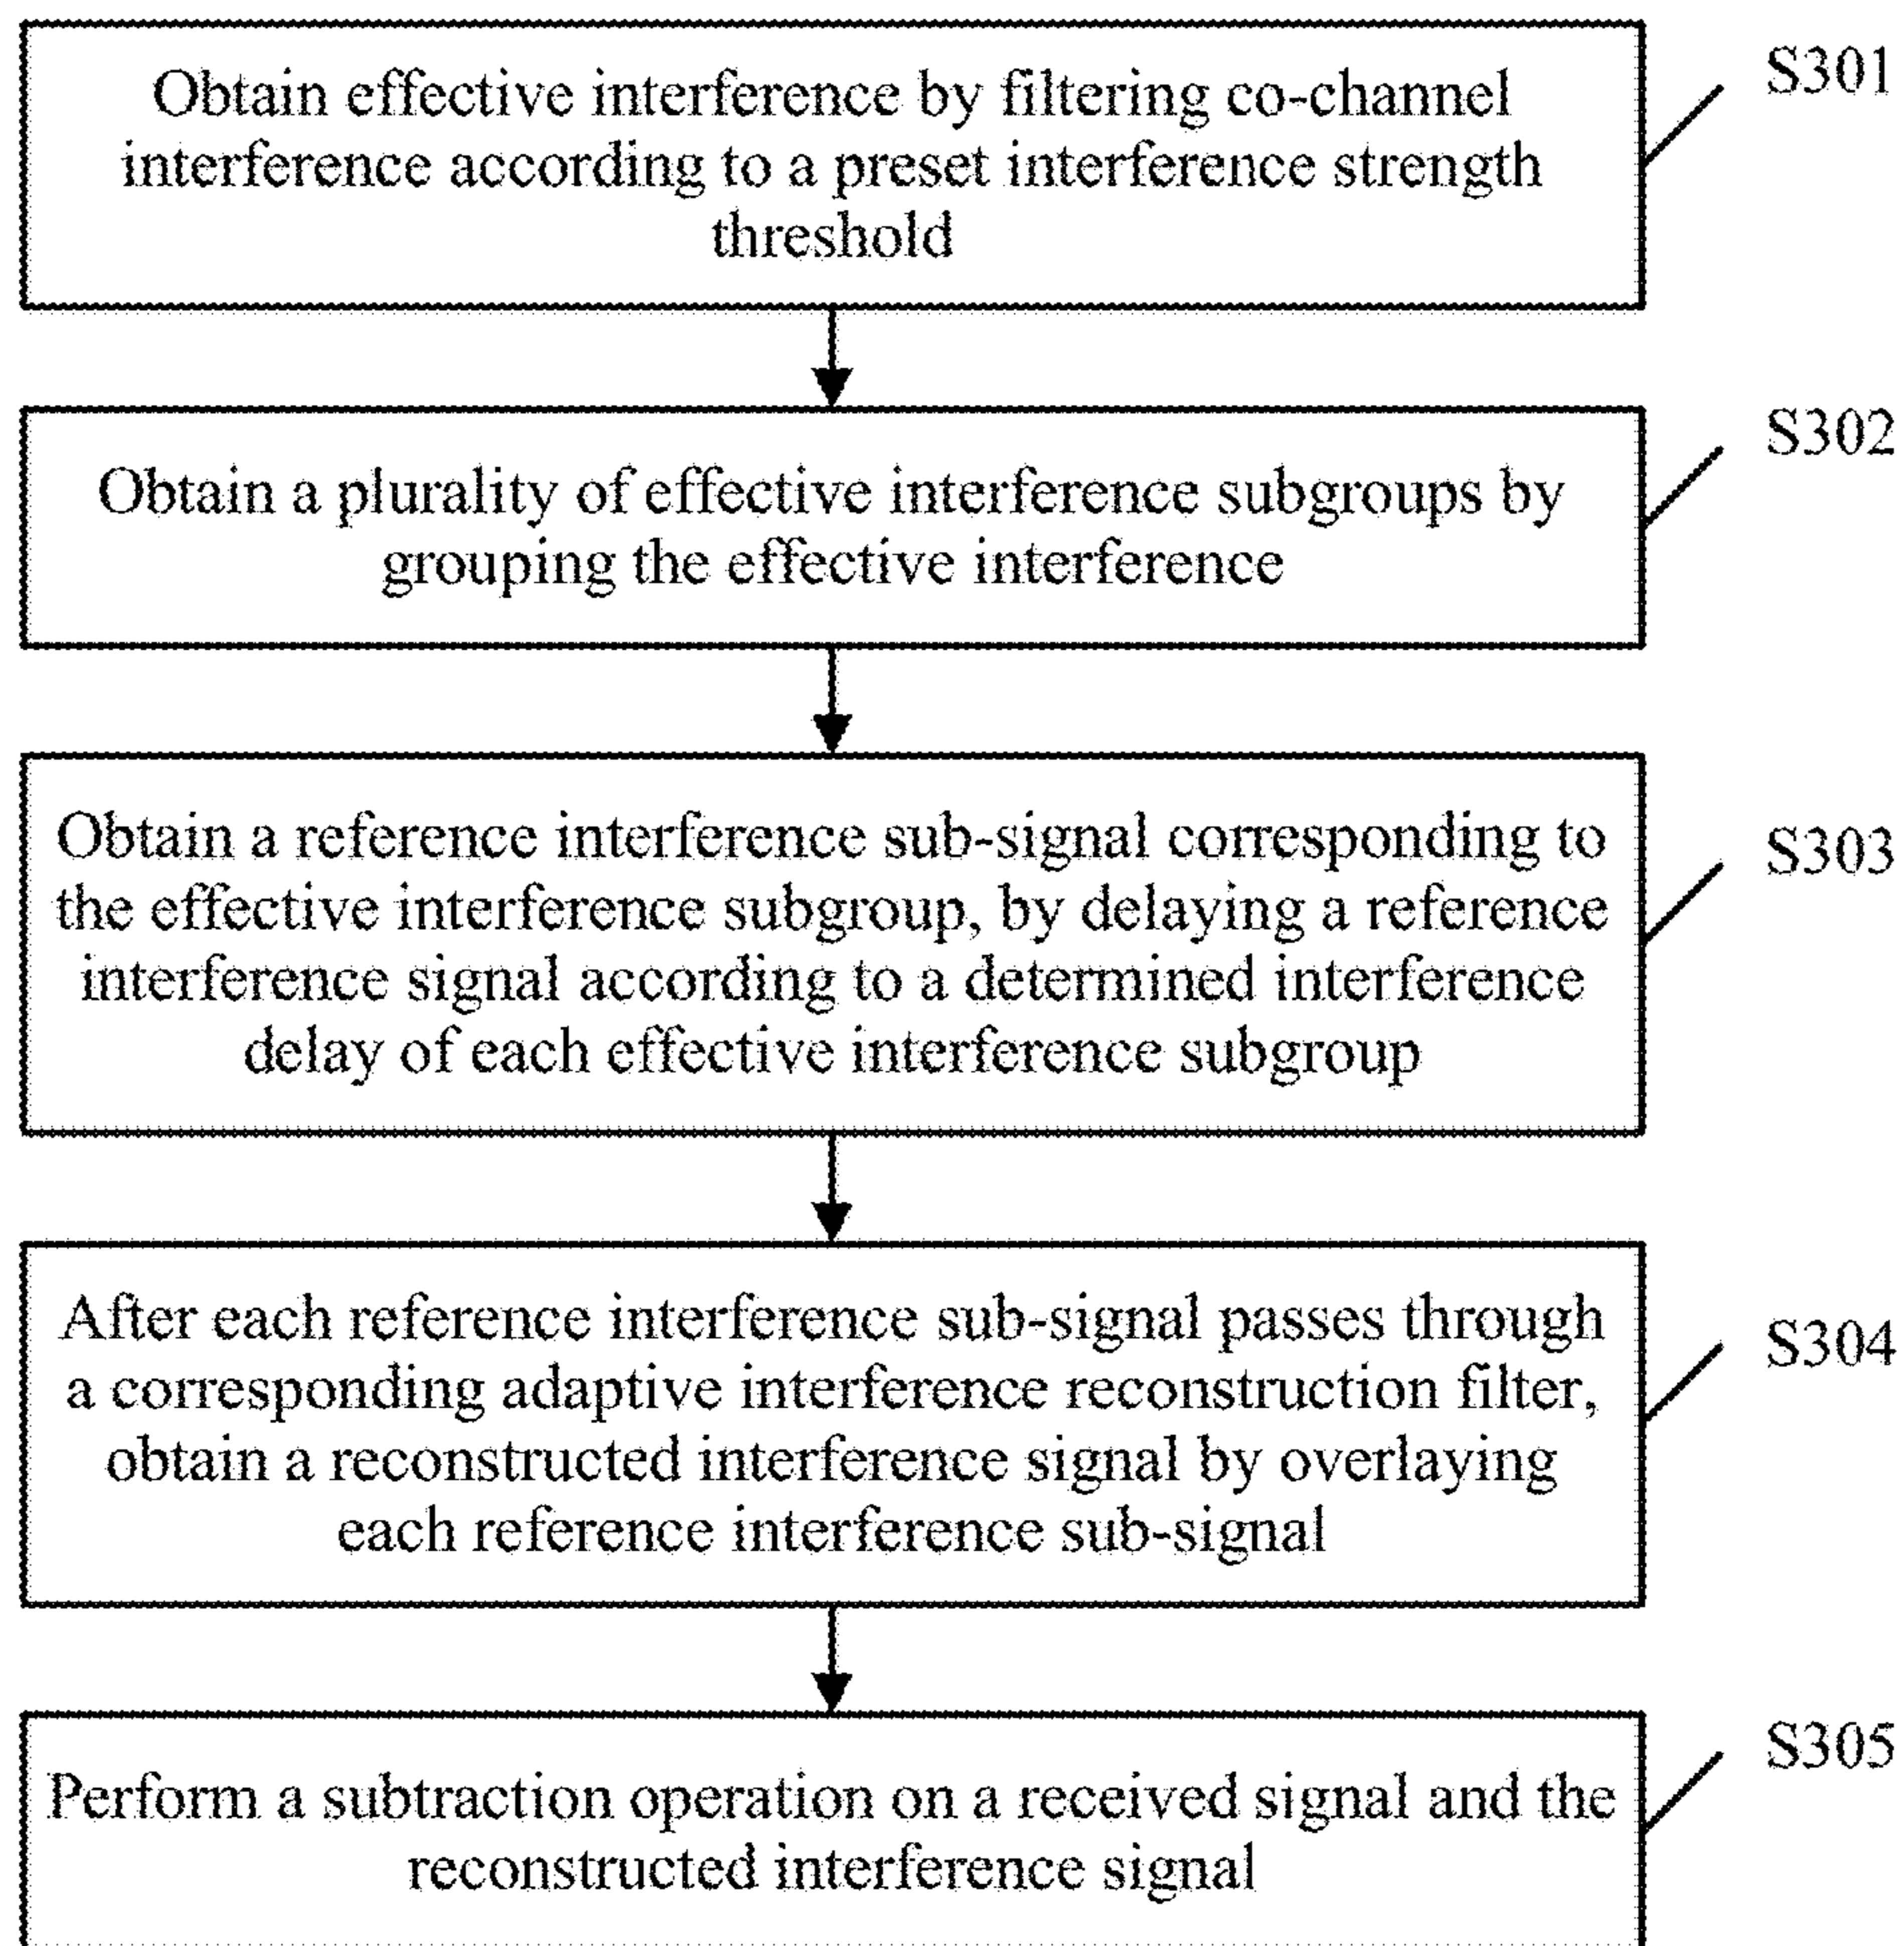 Obtain effective interference by filtering co-channel
interference according to a preset interference strength
threshold
S301
Obtain a plurality of effective interference subgroups by
grouping the effective interference
S302
Obtain a reference interference sub-signal corresponding to
the effective interference subgroup, by delaying a reference
interference signal according to a determined interference
delay of each effective interference subgroup
S303
After each reference interference sub-signal passes through
a corresponding adaptive interference reconstruction filter,
obtain a reconstructed interference signal by overlaying
each reference interference sub-signal
S304
Perform a subtraction operation on a received signal and the
reconstructed interference signal
S305